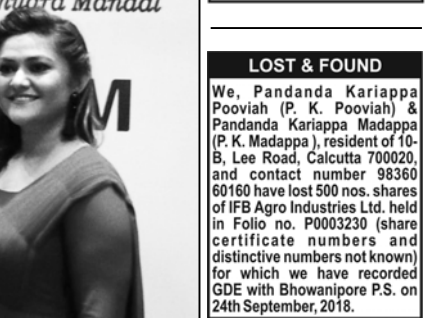 Mandal
M
LOST & FOUND
We, Pandanda Kariappa
Pooviah (P. K. Pooviah) &
Pandanda Kariappa Madappa
(P. K. Madappa ), resident of 10-
B, Lee Road, Calcutta 700020,
and contact number 98360
60160 have lost 500 nos. shares
of IFB Agro Industries Ltd. held
in Folio no. P0003230 (share
certificate numbers and
distinctive numbers not known)
for which we have recorded
GDE with Bhowanipore P.S. on
24th September, 2018.